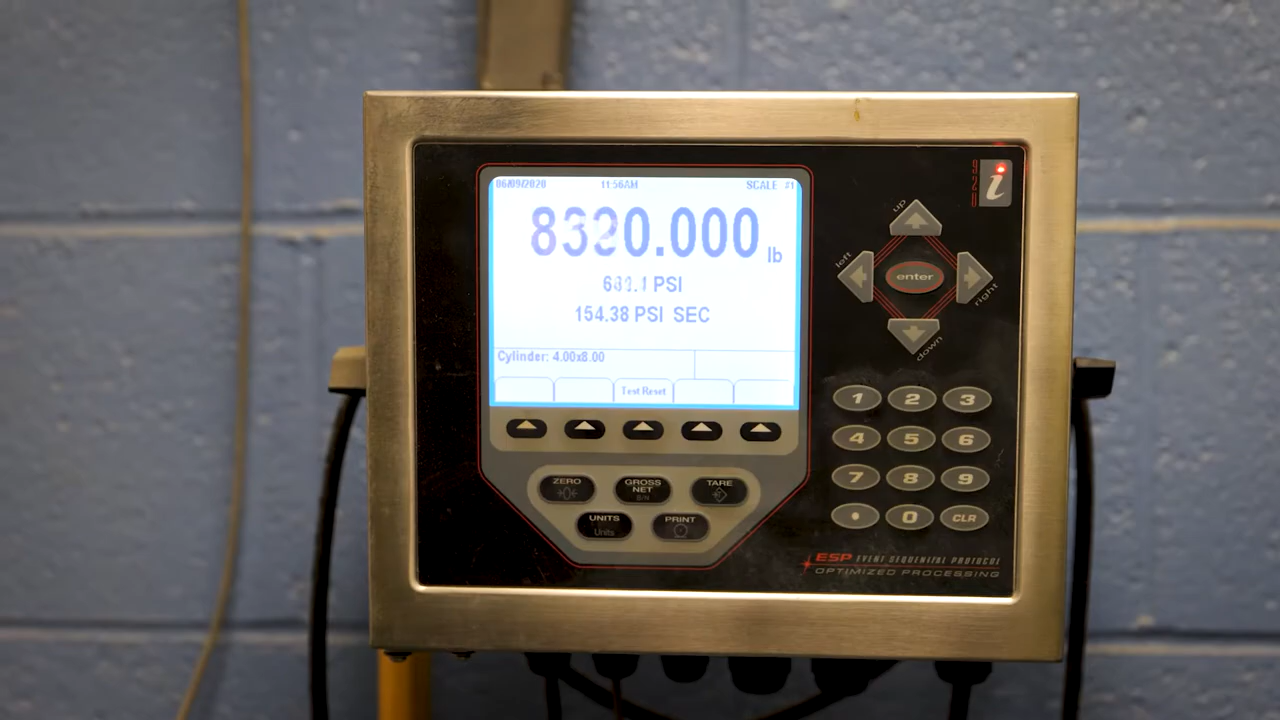 06/09/2020 11:56AM SCALE #1
lb
PSI
154.38 PSI SEC
Cylinder: 4.00x8.00
Test Reset
ZERO
GROSS
NET
B/N
TARE
UNITS
Units
PRINT
i
up
left
enter
right
down
1 2 3
4 5 6
7 8 9
. 0 CLR
ESP EVENT SEQUENTIAL PROTOCOL
OPTIMIZED PROCESSING